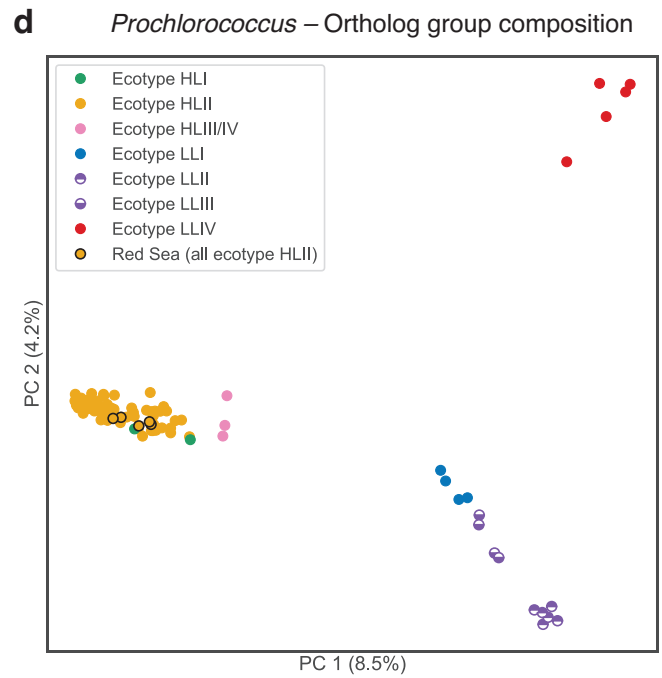 d
Prochlorococcus – Ortholog group composition
Ecotype HLI
Ecotype HLII
Ecotype HLIII/IV
Ecotype LLI
Ecotype LLII
Ecotype LLIII
Ecotype LLIV
Red Sea (all ecotype HLII)
PC 2 (4.2%)
PC 1 (8.5%)